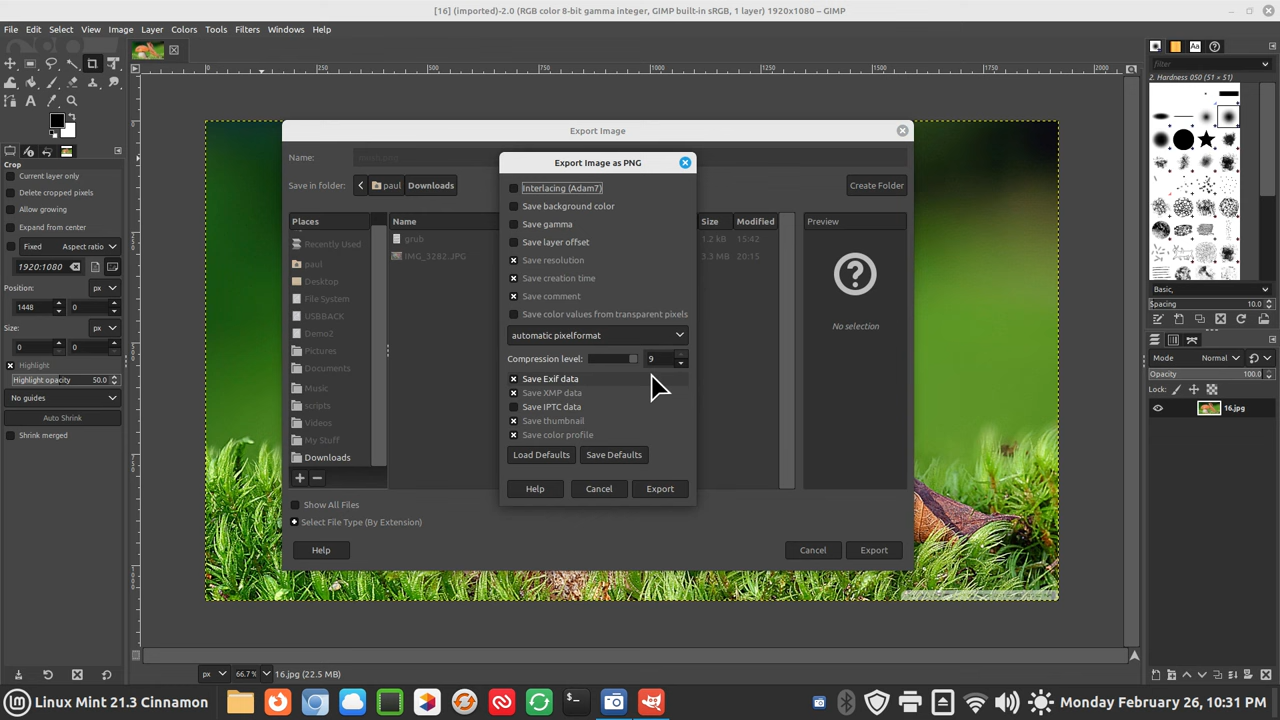 [16] (imported)-2.0 (RGB color 8-bit gamma integer, GIMP built-in sRGB, 1 layer) 1920x1080 – GIMP
File Edit Select View Image Layer Colors Tools Filters Windows Help
0 250 500 750 1000 1250 1500 1750 2000
Crop
Current layer only
Delete cropped pixels
Allow growing
Expand from center
Fixed Aspect ratio
1920:1080
Position: px
1448 0
Size: px
0 0
Highlight
Highlight opacity 50.0
No guides
Auto Shrink
Shrink merged
Export Image
Name:
Save in folder: paul Downloads Create Folder
Places
Recently Used
paul
Desktop
File System
USBBACK
Demo2
Pictures
Documents
Music
scripts
Videos
My Stuff
Downloads
Name Size Modified
grub 1.2 kB 15:42
IMG_3282.JPG 3.3 MB 20:15
Preview
No selection
Show All Files
Select File Type (By Extension)
Help Cancel Export
Export Image as PNG
Interlacing (Adam7)
Save background color
Save gamma
Save layer offset
Save resolution
Save creation time
Save comment
Save color values from transparent pixels
automatic pixelformat
Compression level: 9
Save Exif data
Save XMP data
Save IPTC data
Save thumbnail
Save color profile
Load Defaults Save Defaults
Help Cancel Export
filter
2. Hardness 050 (51 × 51)
Basic,
Spacing 10.0
Mode Normal
Opacity 100.0
Lock:
16.jpg
px 66.7 % 16.jpg (22.5 MB)
Linux Mint 21.3 Cinnamon
Monday February 26, 10:31 PM